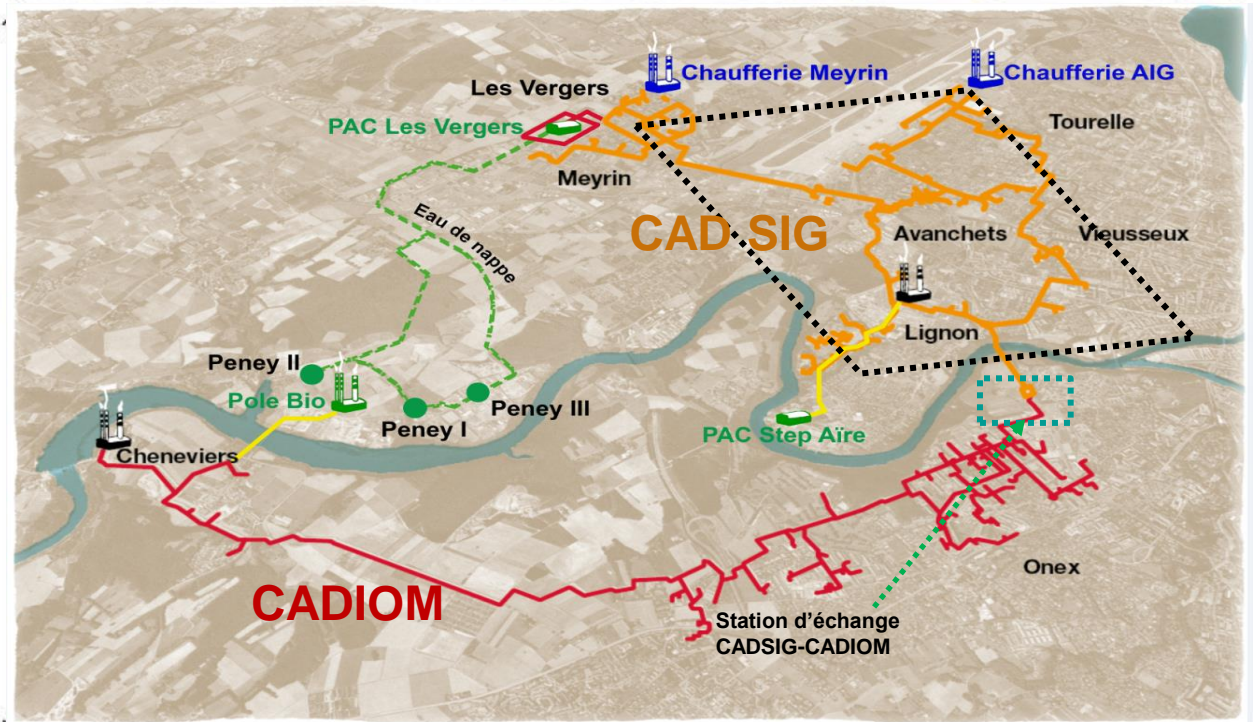 Chaufferie Meyrin
Chaufferie AIG
Les Vergers
PAC Les Vergers
Tourelle
Meyrin
Eau de nappe
CAD SIG
Avanchets
Vieusseux
Lignon
Peney II
Pole Bio
Peney III
Peney I
PAC Step Aïre
Cheneviers
Onex
CADIOM
Station d’échange
CADSIG-CADIOM